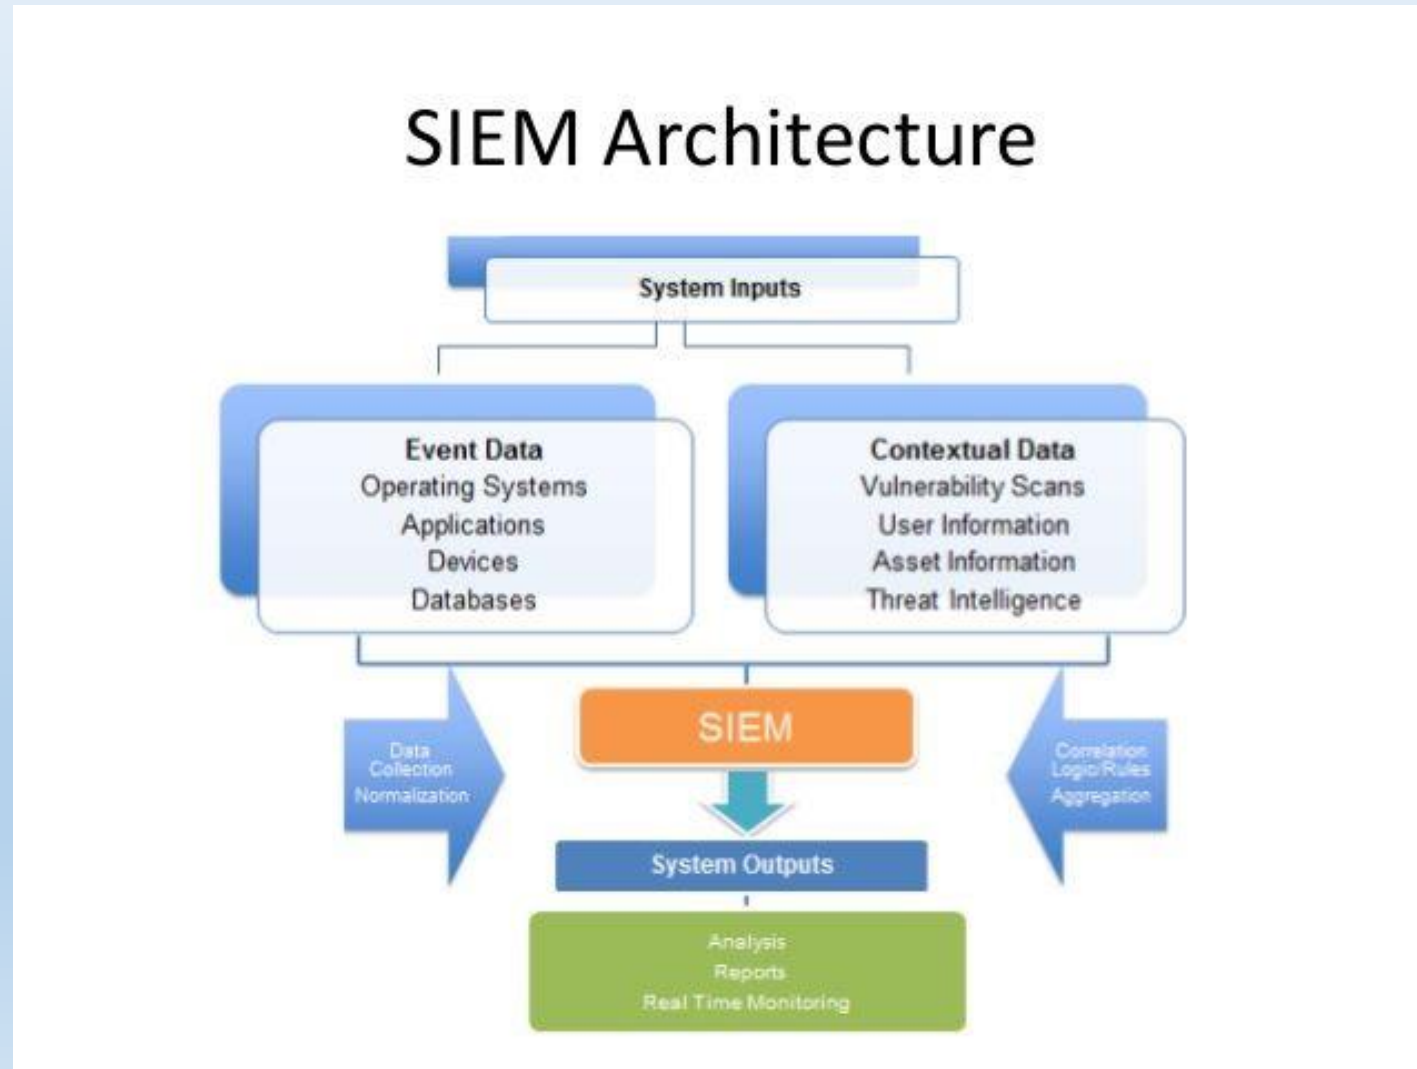 SIEM Architecture
System Inputs
Event Data
Operating Systems
Applications
Devices
Databases
Contextual Data
Vulnerability Scans
User Information
Asset Information
Threat Intelligence
Data
Collection
Normalization
SIEM
Correlation
Logic/Rules
Aggregation
System Outputs
Analysis
Reports
Real Time Monitoring